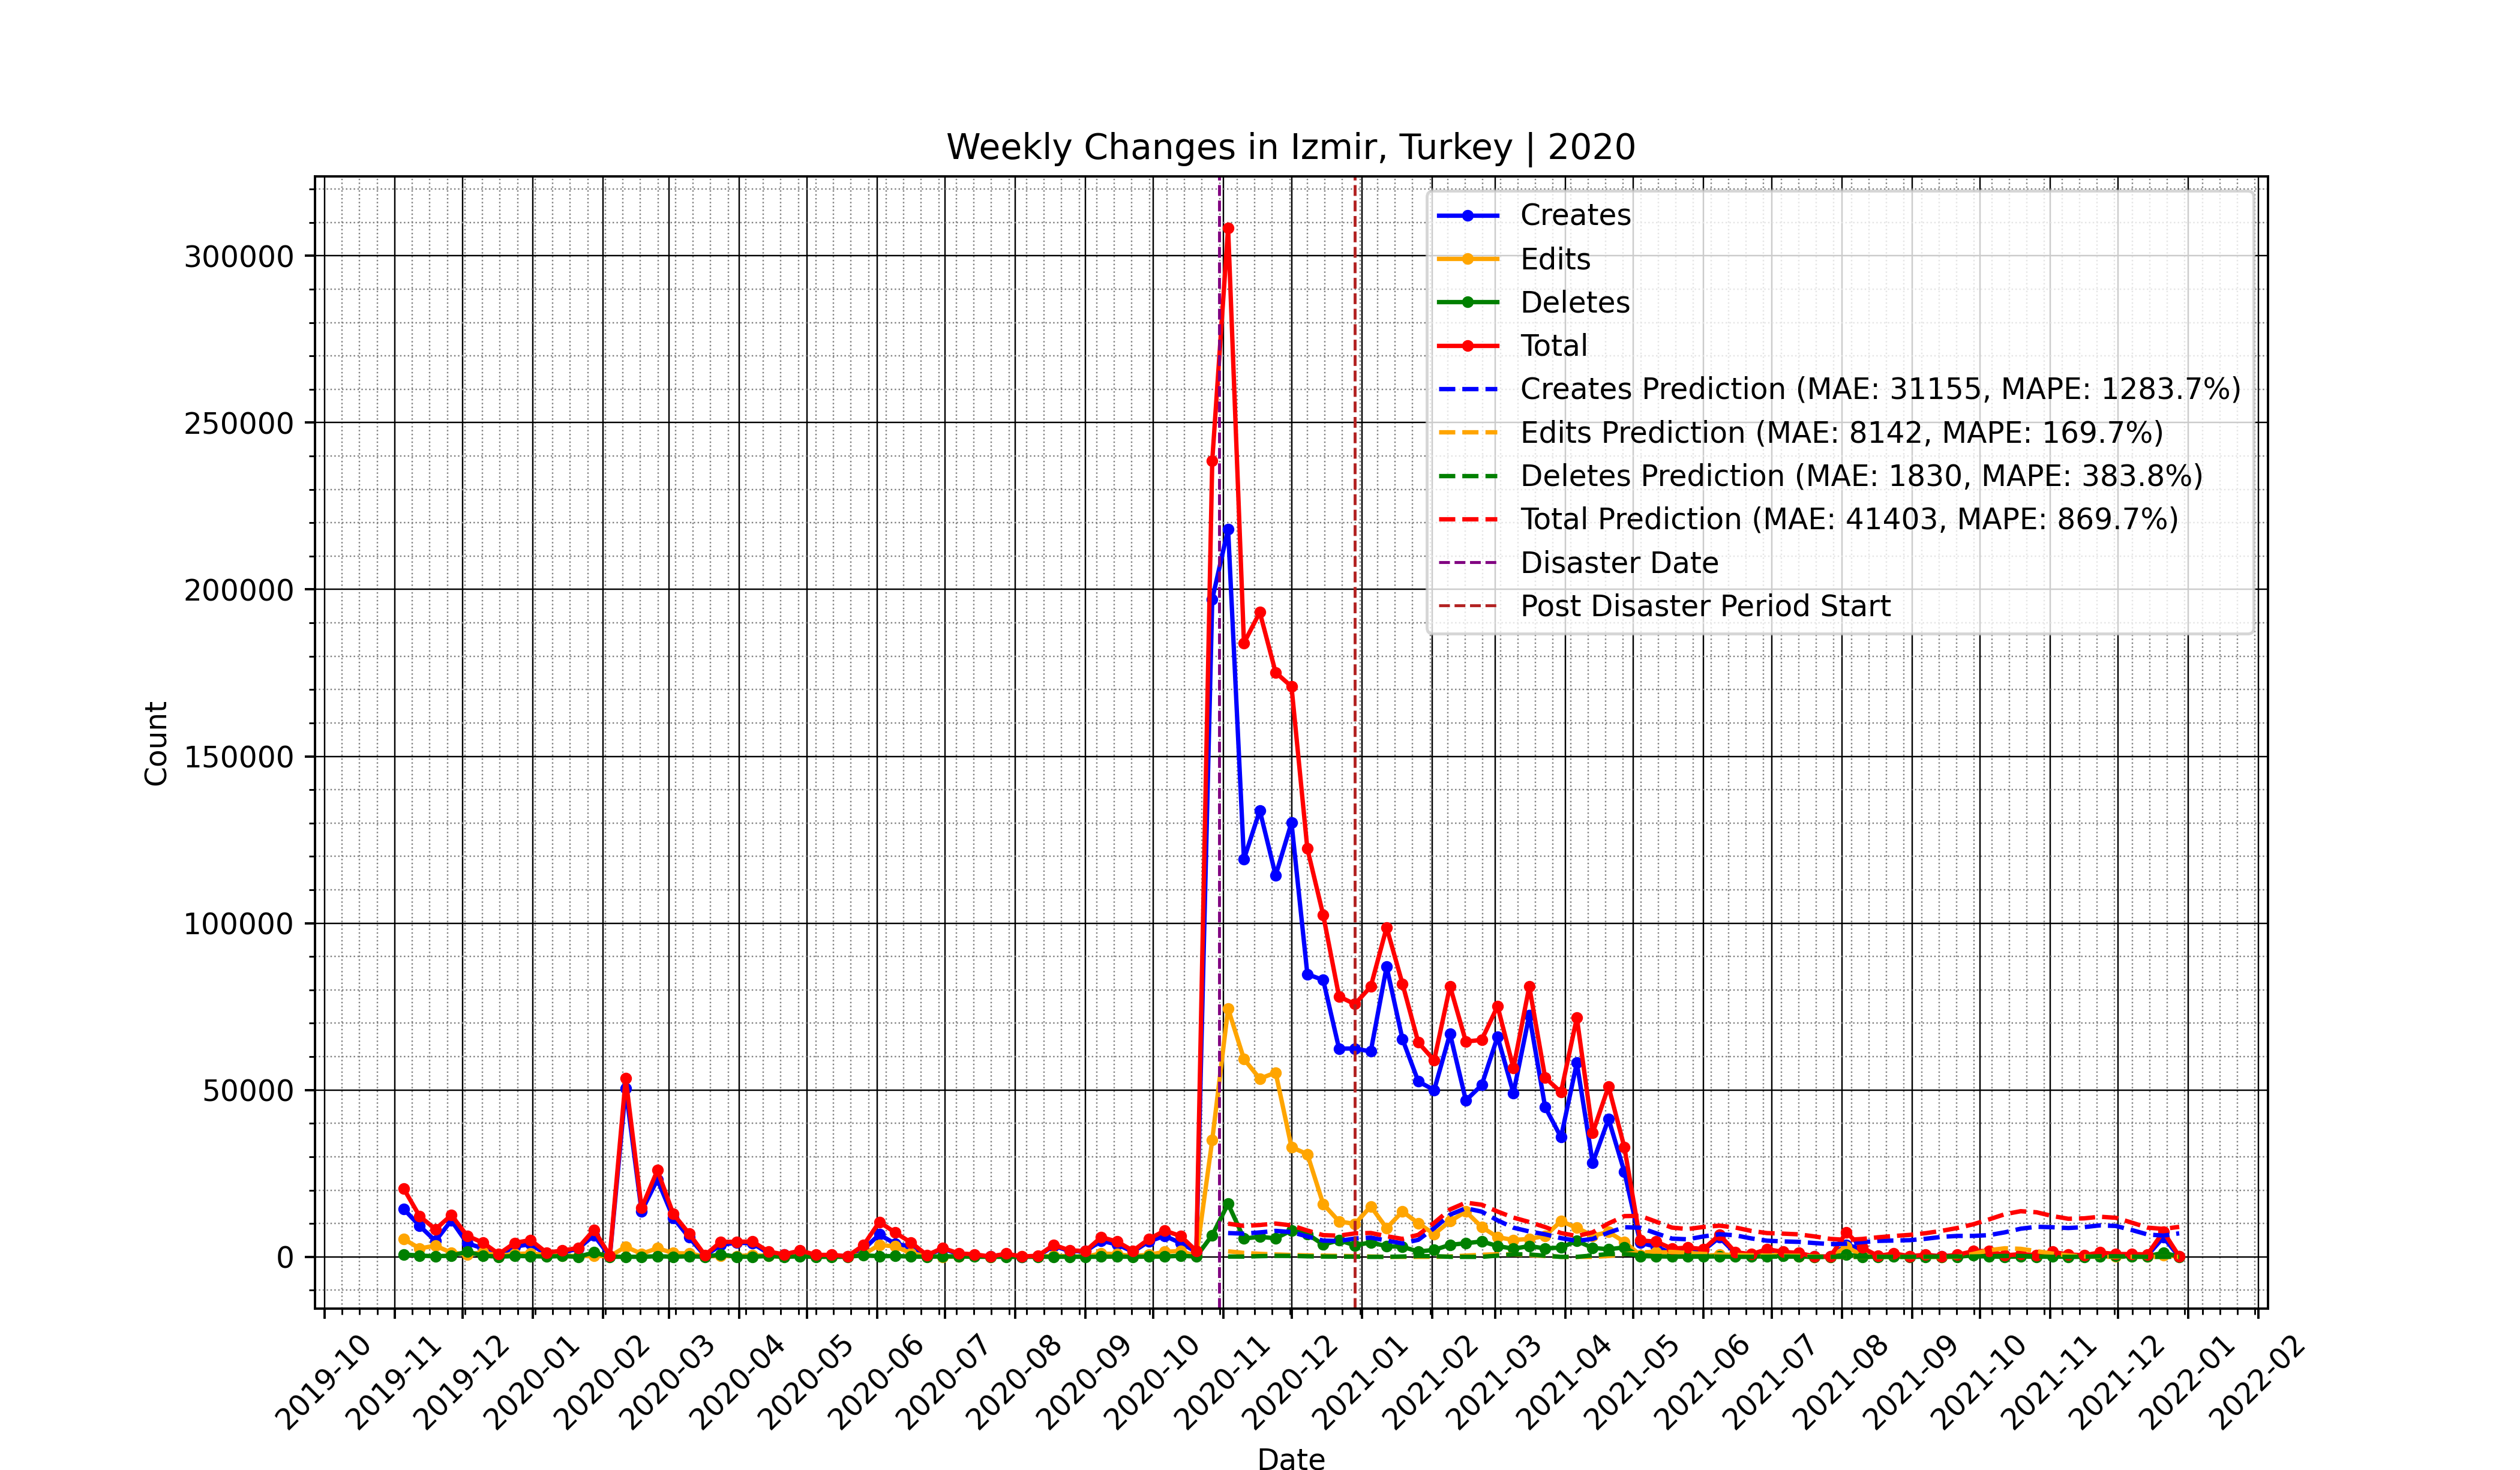 Weekly Changes in Izmir, Turkey | 2020
Creates
Edits
Deletes
Total
Creates Prediction (MAE: 31155, MAPE: 1283.7%)
Edits Prediction (MAE: 8142, MAPE: 169.7%)
Deletes Prediction (MAE: 1830, MAPE: 383.8%)
Total Prediction (MAE: 41403, MAPE: 869.7%)
Disaster Date
Post Disaster Period Start
Count
300000
250000
200000
150000
100000
50000
0
2019-10
2019-11
2019-12
2020-01
2020-02
2020-03
2020-04
2020-05
2020-06
2020-07
2020-08
2020-09
2020-10
2020-11
2020-12
2021-01
2021-02
2021-03
2021-04
2021-05
2021-06
2021-07
2021-08
2021-09
2021-10
2021-11
2021-12
2022-01
2022-02
Date